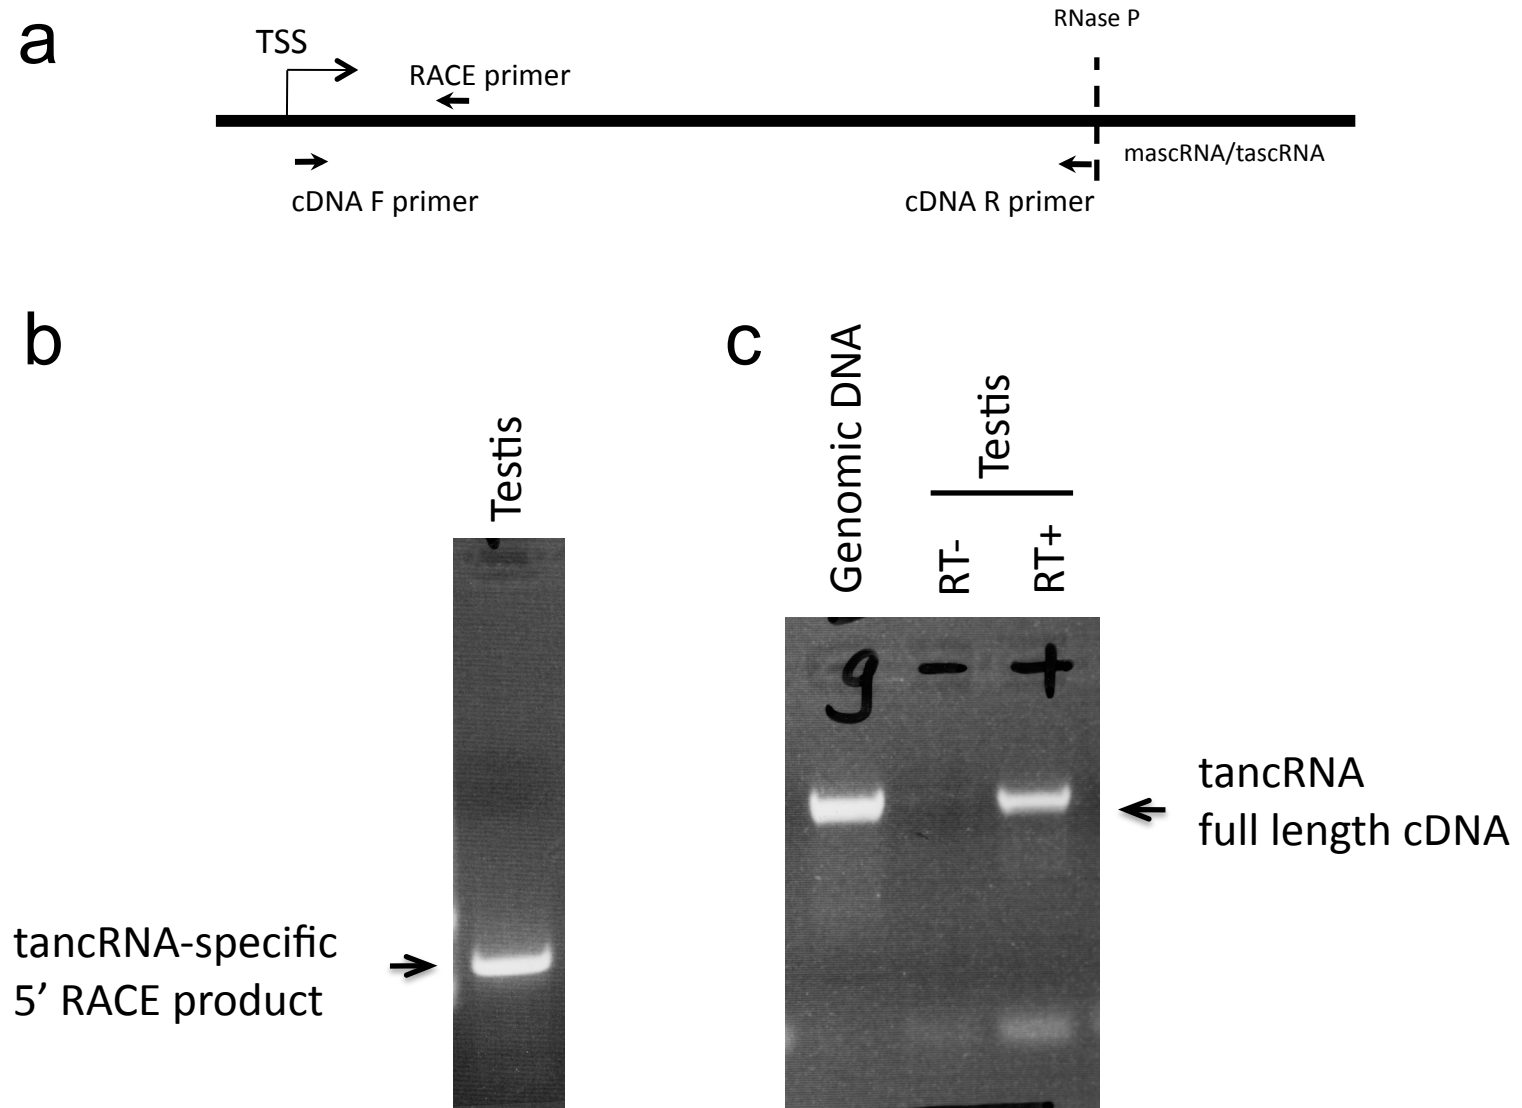 a
TSS
RACE primer
RNase P
mascRNA/tascRNA
cDNA F primer
cDNA R primer
b
Testis
tancRNA-specific
5’ RACE product
c
Genomic DNA
Testis
RT-
RT+
g - +
tancRNA
full length cDNA